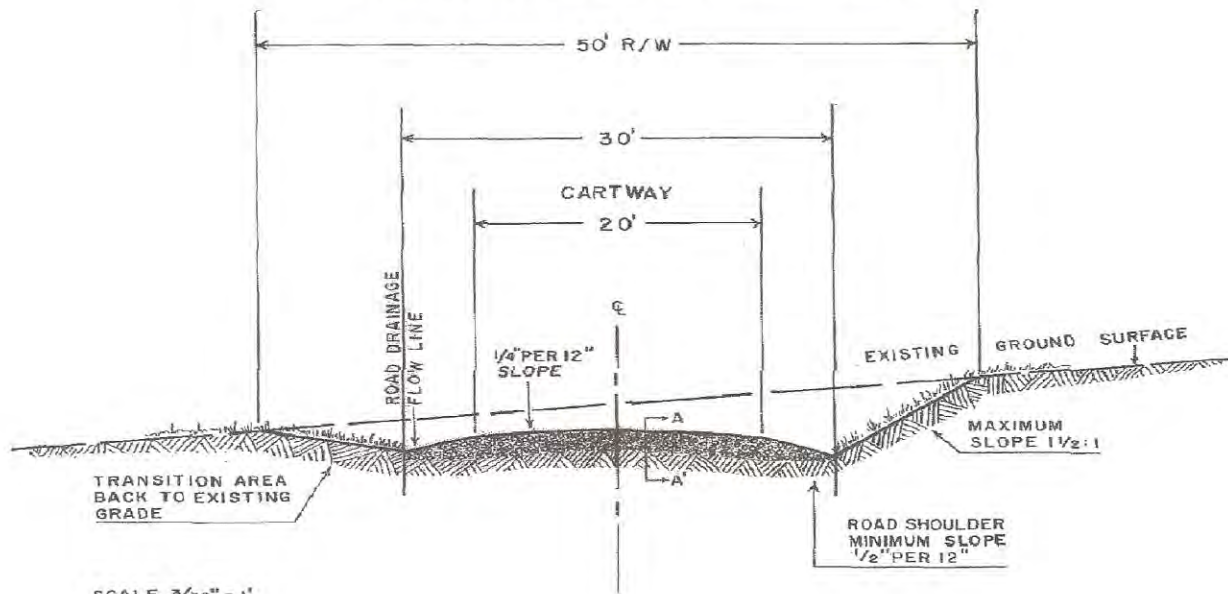 50' R/W
30'
CARTWAY
20'
ROAD DRAINAGE
FLOW LINE
℄
1/4" PER 12"
SLOPE
EXISTING GROUND SURFACE
A
A'
MAXIMUM
SLOPE 1 1/2:1
TRANSITION AREA
BACK TO EXISTING
GRADE
ROAD SHOULDER
MINIMUM SLOPE
1/2" PER 12"
SCALE